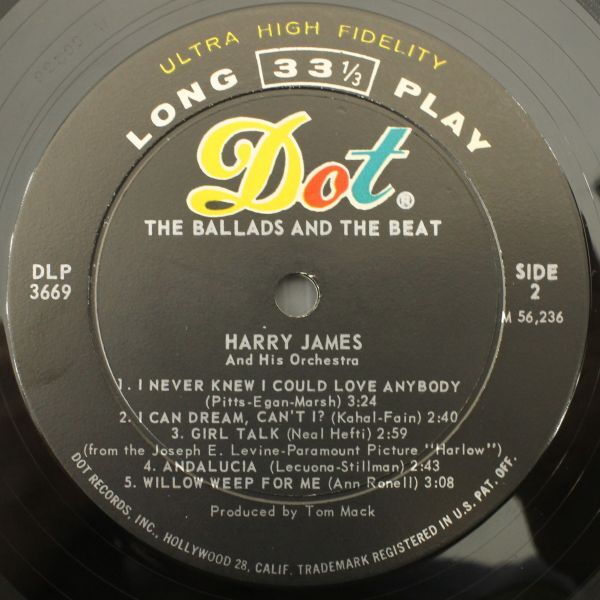 ULTRA HIGH FIDELITY
LONG 33 1/3 PLAY
Dot®
THE BALLADS AND THE BEAT
DLP
3669
SIDE
2
M 56,236
HARRY JAMES
And His Orchestra
1. I NEVER KNEW I COULD LOVE ANYBODY
(Pitts-Egan-Marsh) 3:24
2. I CAN DREAM, CAN'T I? (Kahal-Fain) 2:40
3. GIRL TALK (Neal Hefti) 2:59
(from the Joseph E. Levine-Paramount Picture "Harlow")
4. ANDALUCIA (Lecuona-Stillman) 2:43
5. WILLOW WEEP FOR ME (Ann Ronell) 3:08
Produced by Tom Mack
DOT RECORDS, INC., HOLLYWOOD 28, CALIF. TRADEMARK REGISTERED IN U.S. PAT. OFF.